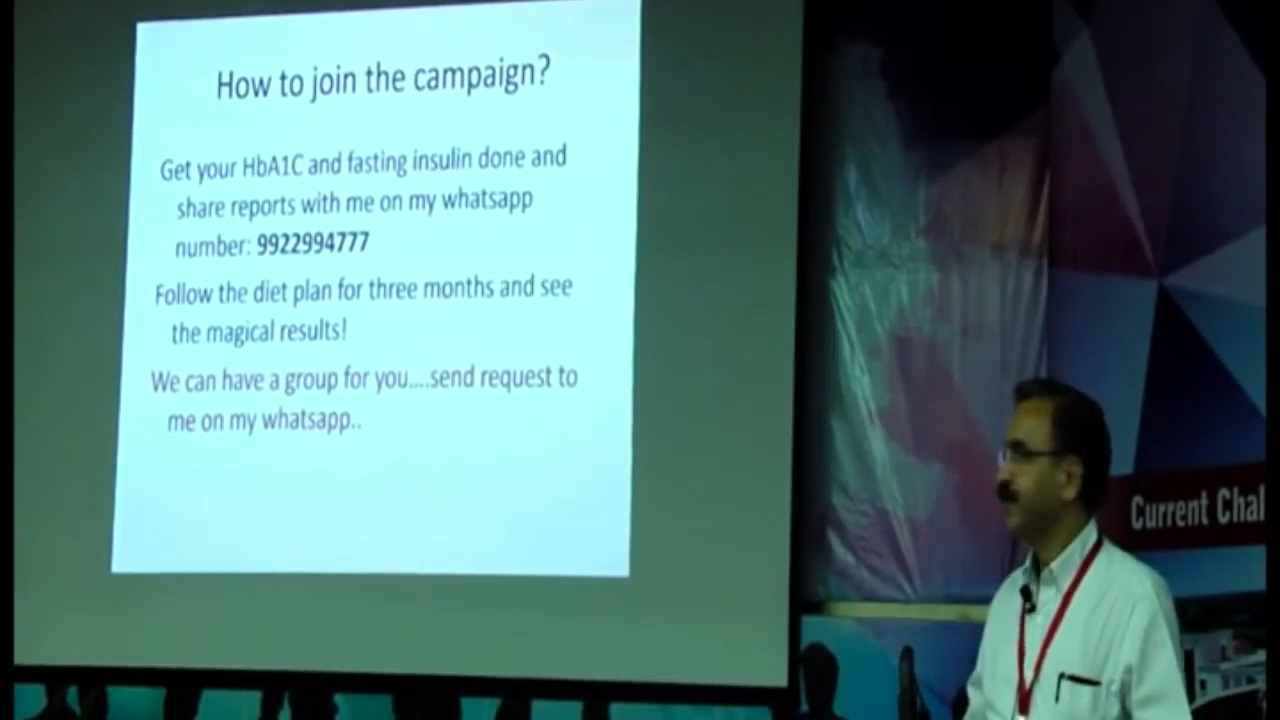 How to join the campaign?
Get your HbA1C and fasting insulin done and
share reports with me on my whatsapp
number: 9922994777
Follow the diet plan for three months and see
the magical results!
We can have a group for you....send request to
me on my whatsapp..
Current Chal